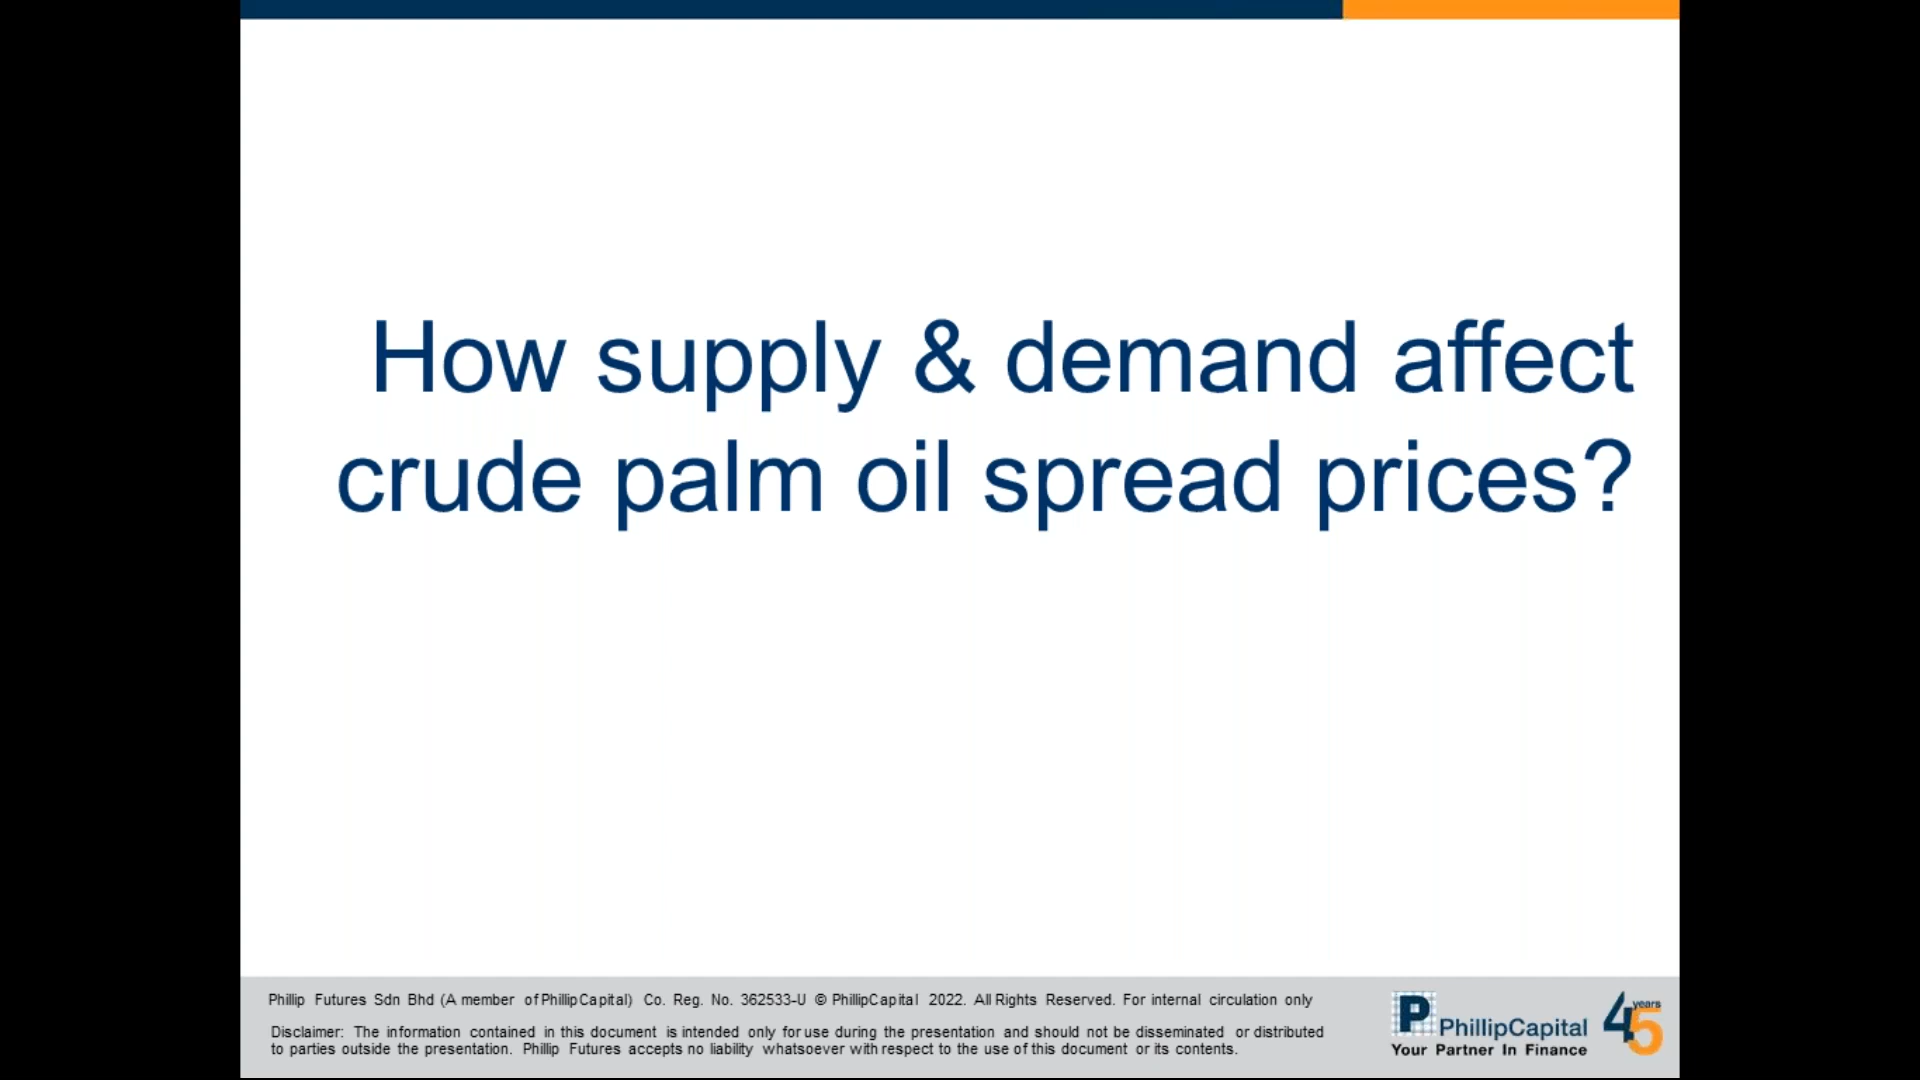 How supply & demand affect
crude palm oil spread prices?
Phillip Futures Sdn Bhd (A member of PhillipCapital) Co. Reg. No. 362533-U © PhillipCapital 2022. All Rights Reserved. For internal circulation only
Disclaimer: The information contained in this document is intended only for use during the presentation and should not be disseminated or distributed
to parties outside the presentation. Phillip Futures accepts no liability whatsoever with respect to the use of this document or its contents.
P PhillipCapital
Your Partner In Finance
45 years